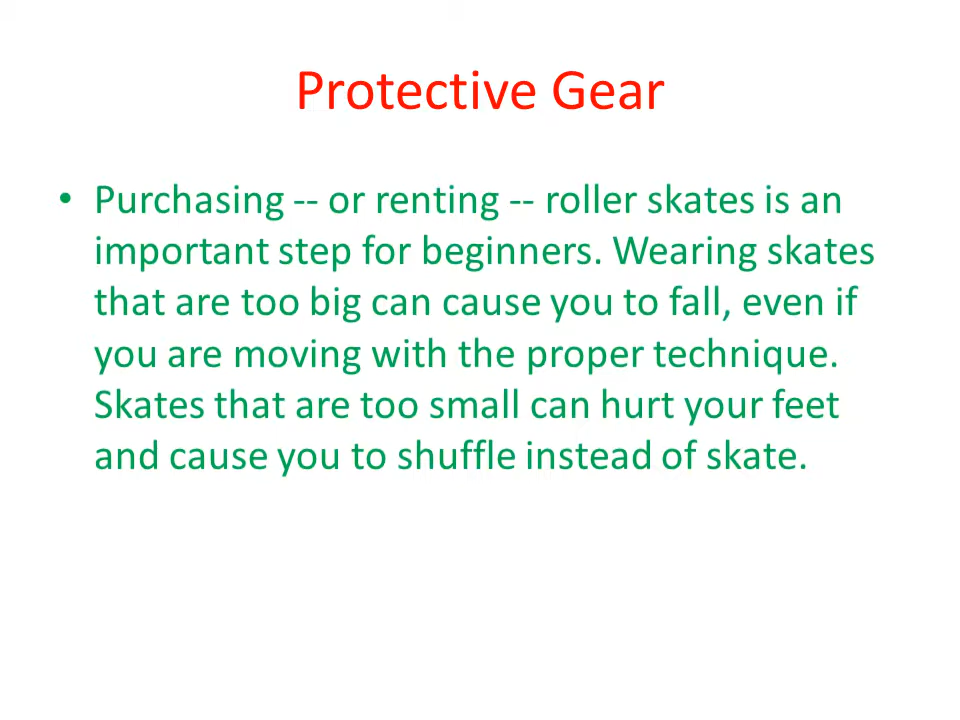 Protective Gear
• Purchasing -- or renting -- roller skates is an
important step for beginners. Wearing skates
that are too big can cause you to fall, even if
you are moving with the proper technique.
Skates that are too small can hurt your feet
and cause you to shuffle instead of skate.